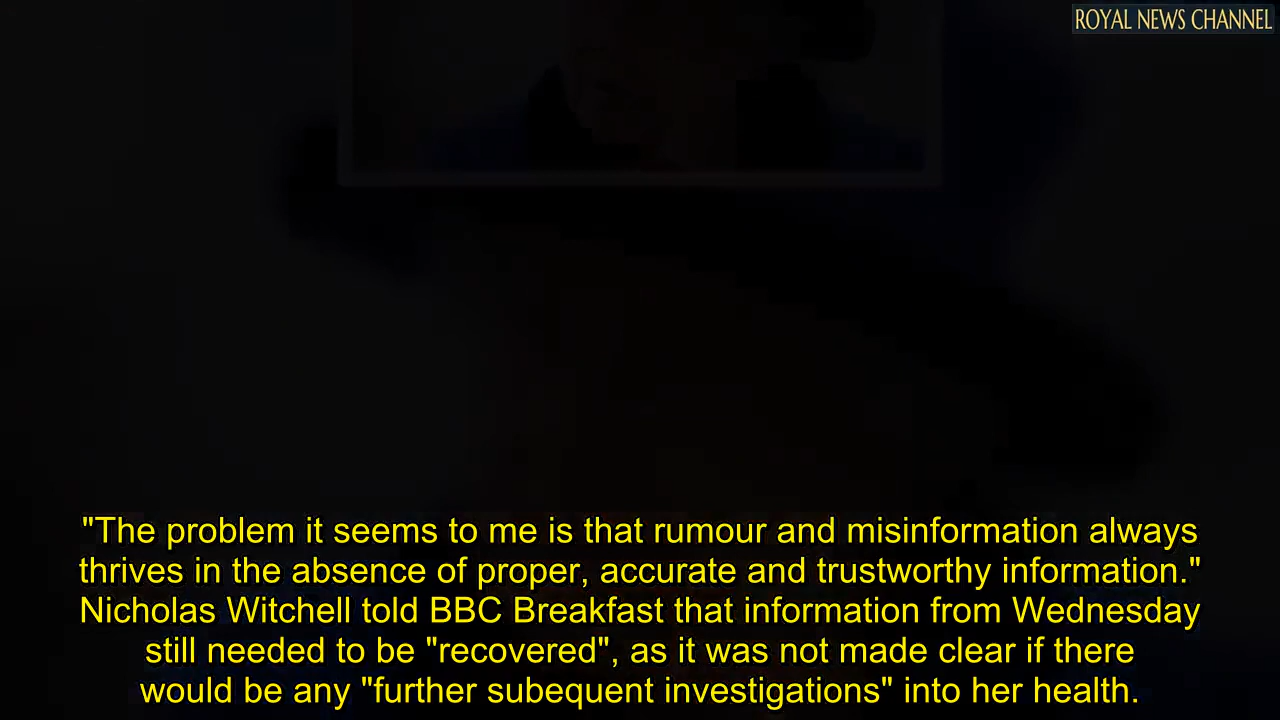 ROYAL NEWS CHANNEL
"The problem it seems to me is that rumour and misinformation always
thrives in the absence of proper, accurate and trustworthy information."
Nicholas Witchell told BBC Breakfast that information from Wednesday
still needed to be "recovered", as it was not made clear if there
would be any "further subequent investigations" into her health.